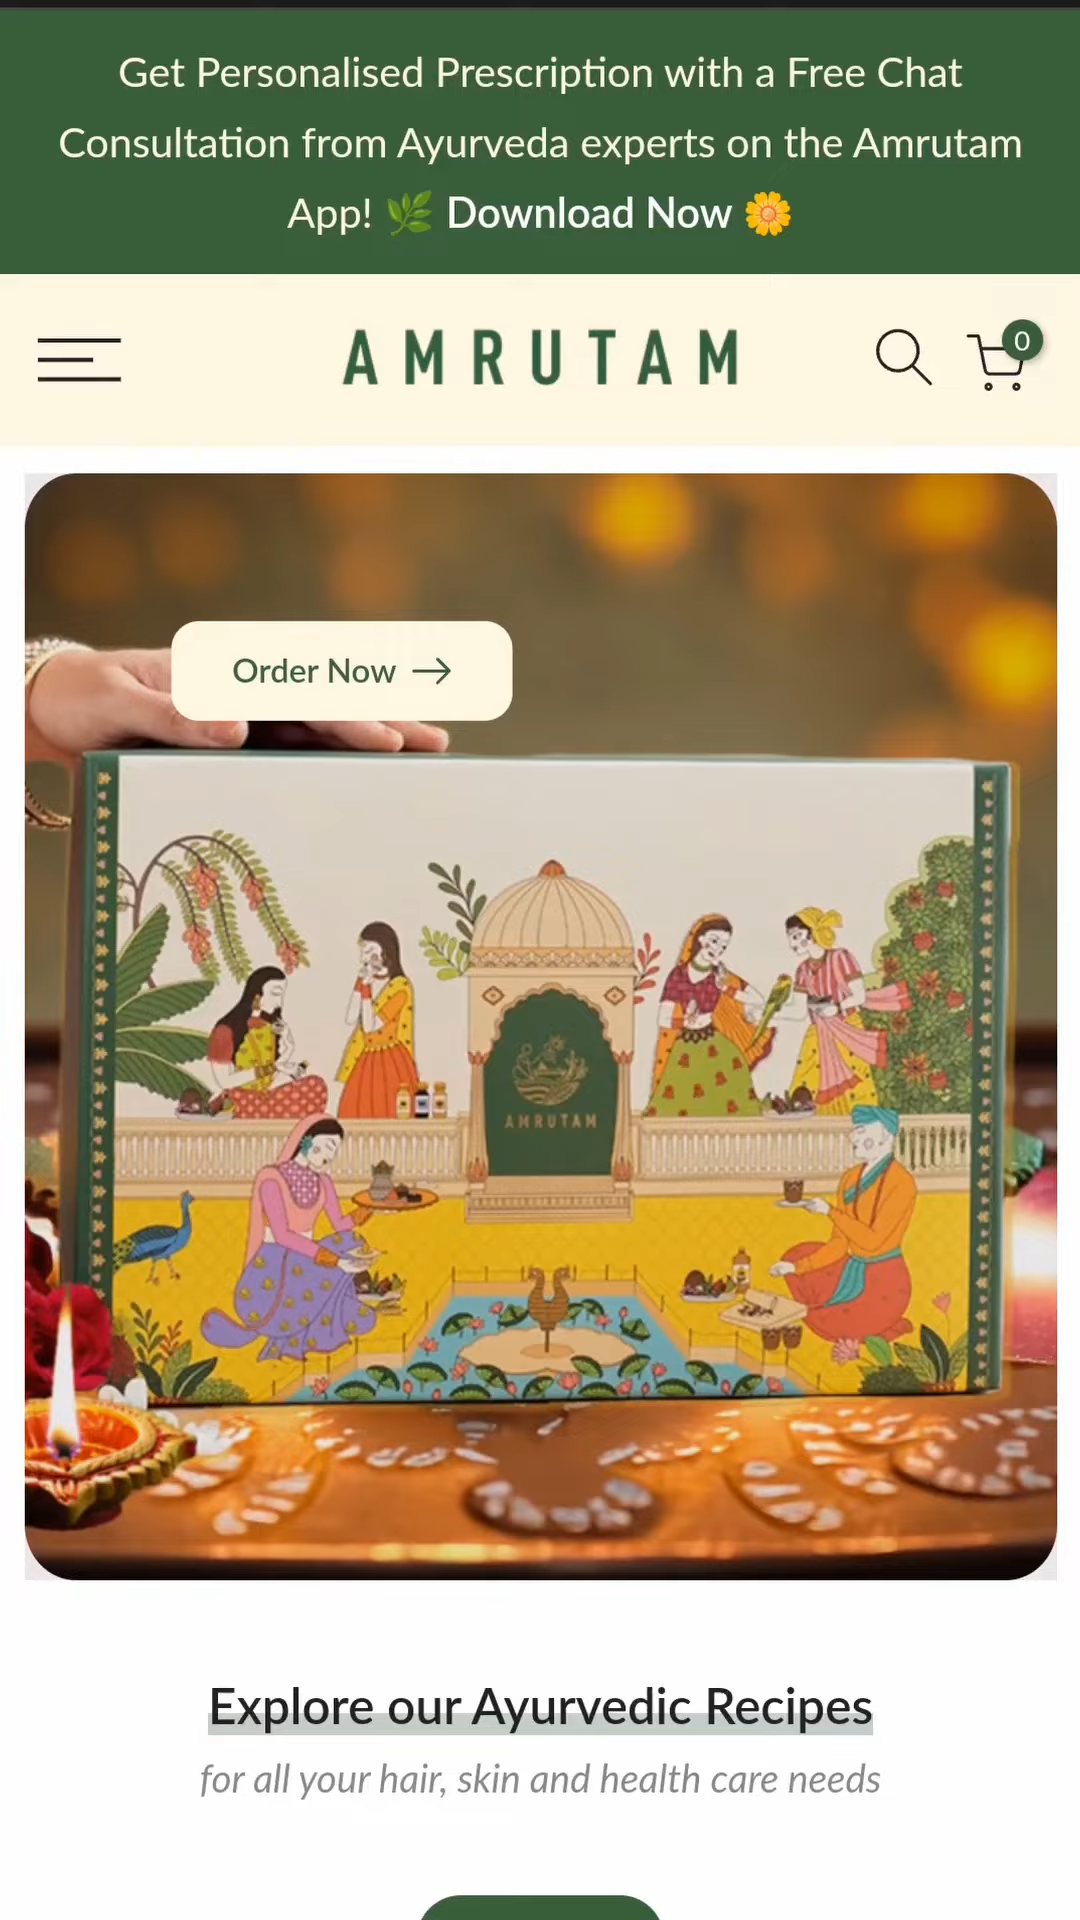 Get Personalised Prescription with a Free Chat
Consultation from Ayurveda experts on the Amrutam
App! 🌿 Download Now 🌼
AMRUTAM
0
Order Now →
AMRUTAM
Explore our Ayurvedic Recipes
for all your hair, skin and health care needs